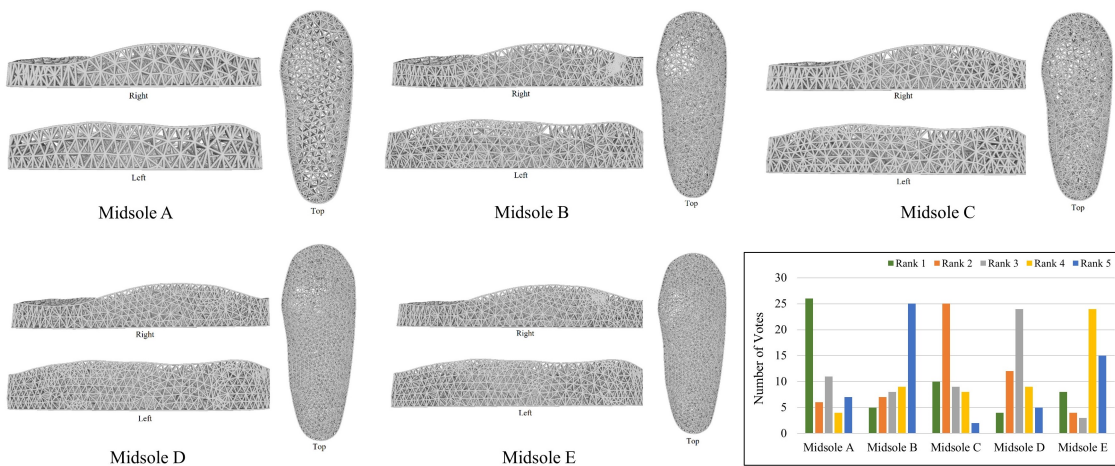 Right
Left
Top
Midsole A
Right
Left
Top
Midsole B
Right
Left
Top
Midsole C
Right
Left
Top
Midsole D
Right
Left
Top
Midsole E
Rank 1 Rank 2 Rank 3 Rank 4 Rank 5
Number of Votes
30
25
20
15
10
5
0
Midsole A Midsole B Midsole C Midsole D Midsole E